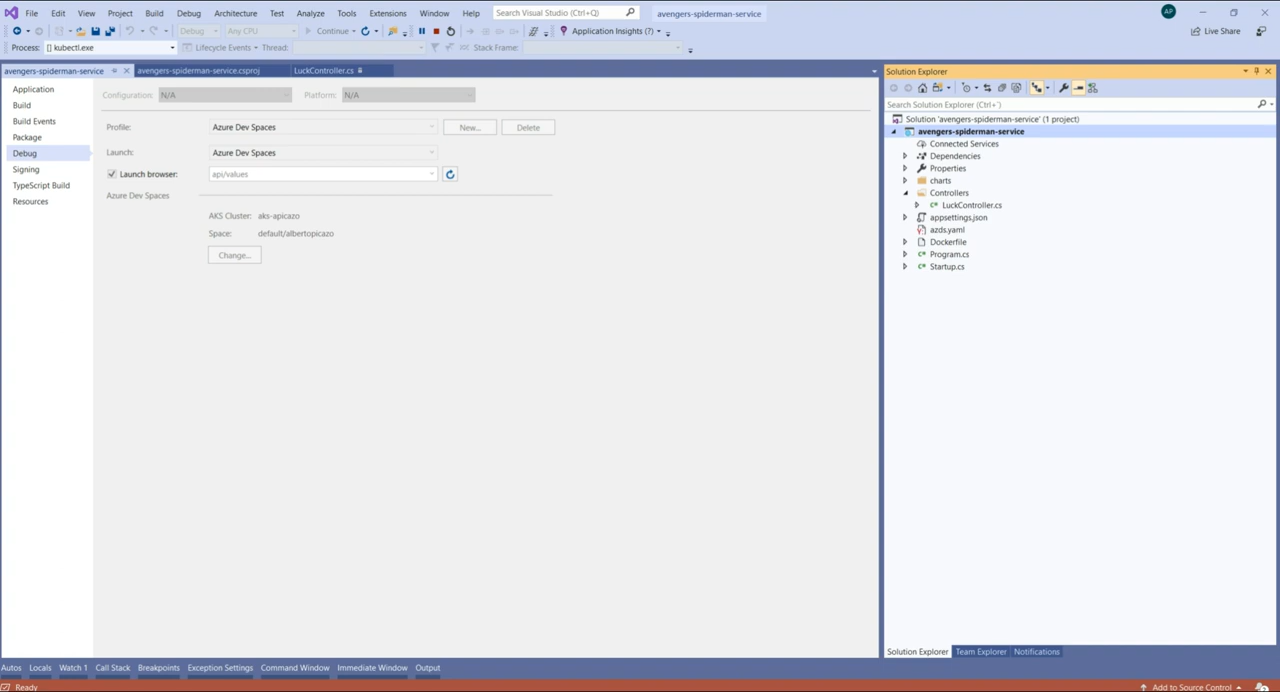 File Edit View Project Build Debug Architecture Test Analyze Tools Extensions Window Help Search Visual Studio (Ctrl+Q) avengers-spiderman-service AP
Debug Any CPU Continue Application Insights (?) Live Share
Process: [] kubectl.exe Lifecycle Events Thread: Stack Frame:
avengers-spiderman-service avengers-spiderman-service.csproj LuckController.cs
Application
Build
Build Events
Package
Debug
Signing
TypeScript Build
Resources
Configuration: N/A Platform: N/A
Profile: Azure Dev Spaces New... Delete
Launch: Azure Dev Spaces
Launch browser: api/values
Azure Dev Spaces
AKS Cluster: aks-apicazo
Space: default/albertopicazo
Change...
Solution Explorer
Search Solution Explorer (Ctrl+´)
Solution 'avengers-spiderman-service' (1 project)
avengers-spiderman-service
Connected Services
Dependencies
Properties
charts
Controllers
LuckController.cs
appsettings.json
azds.yaml
Dockerfile
Program.cs
Startup.cs
Solution Explorer Team Explorer Notifications
Autos Locals Watch 1 Call Stack Breakpoints Exception Settings Command Window Immediate Window Output
Ready Add to Source Control